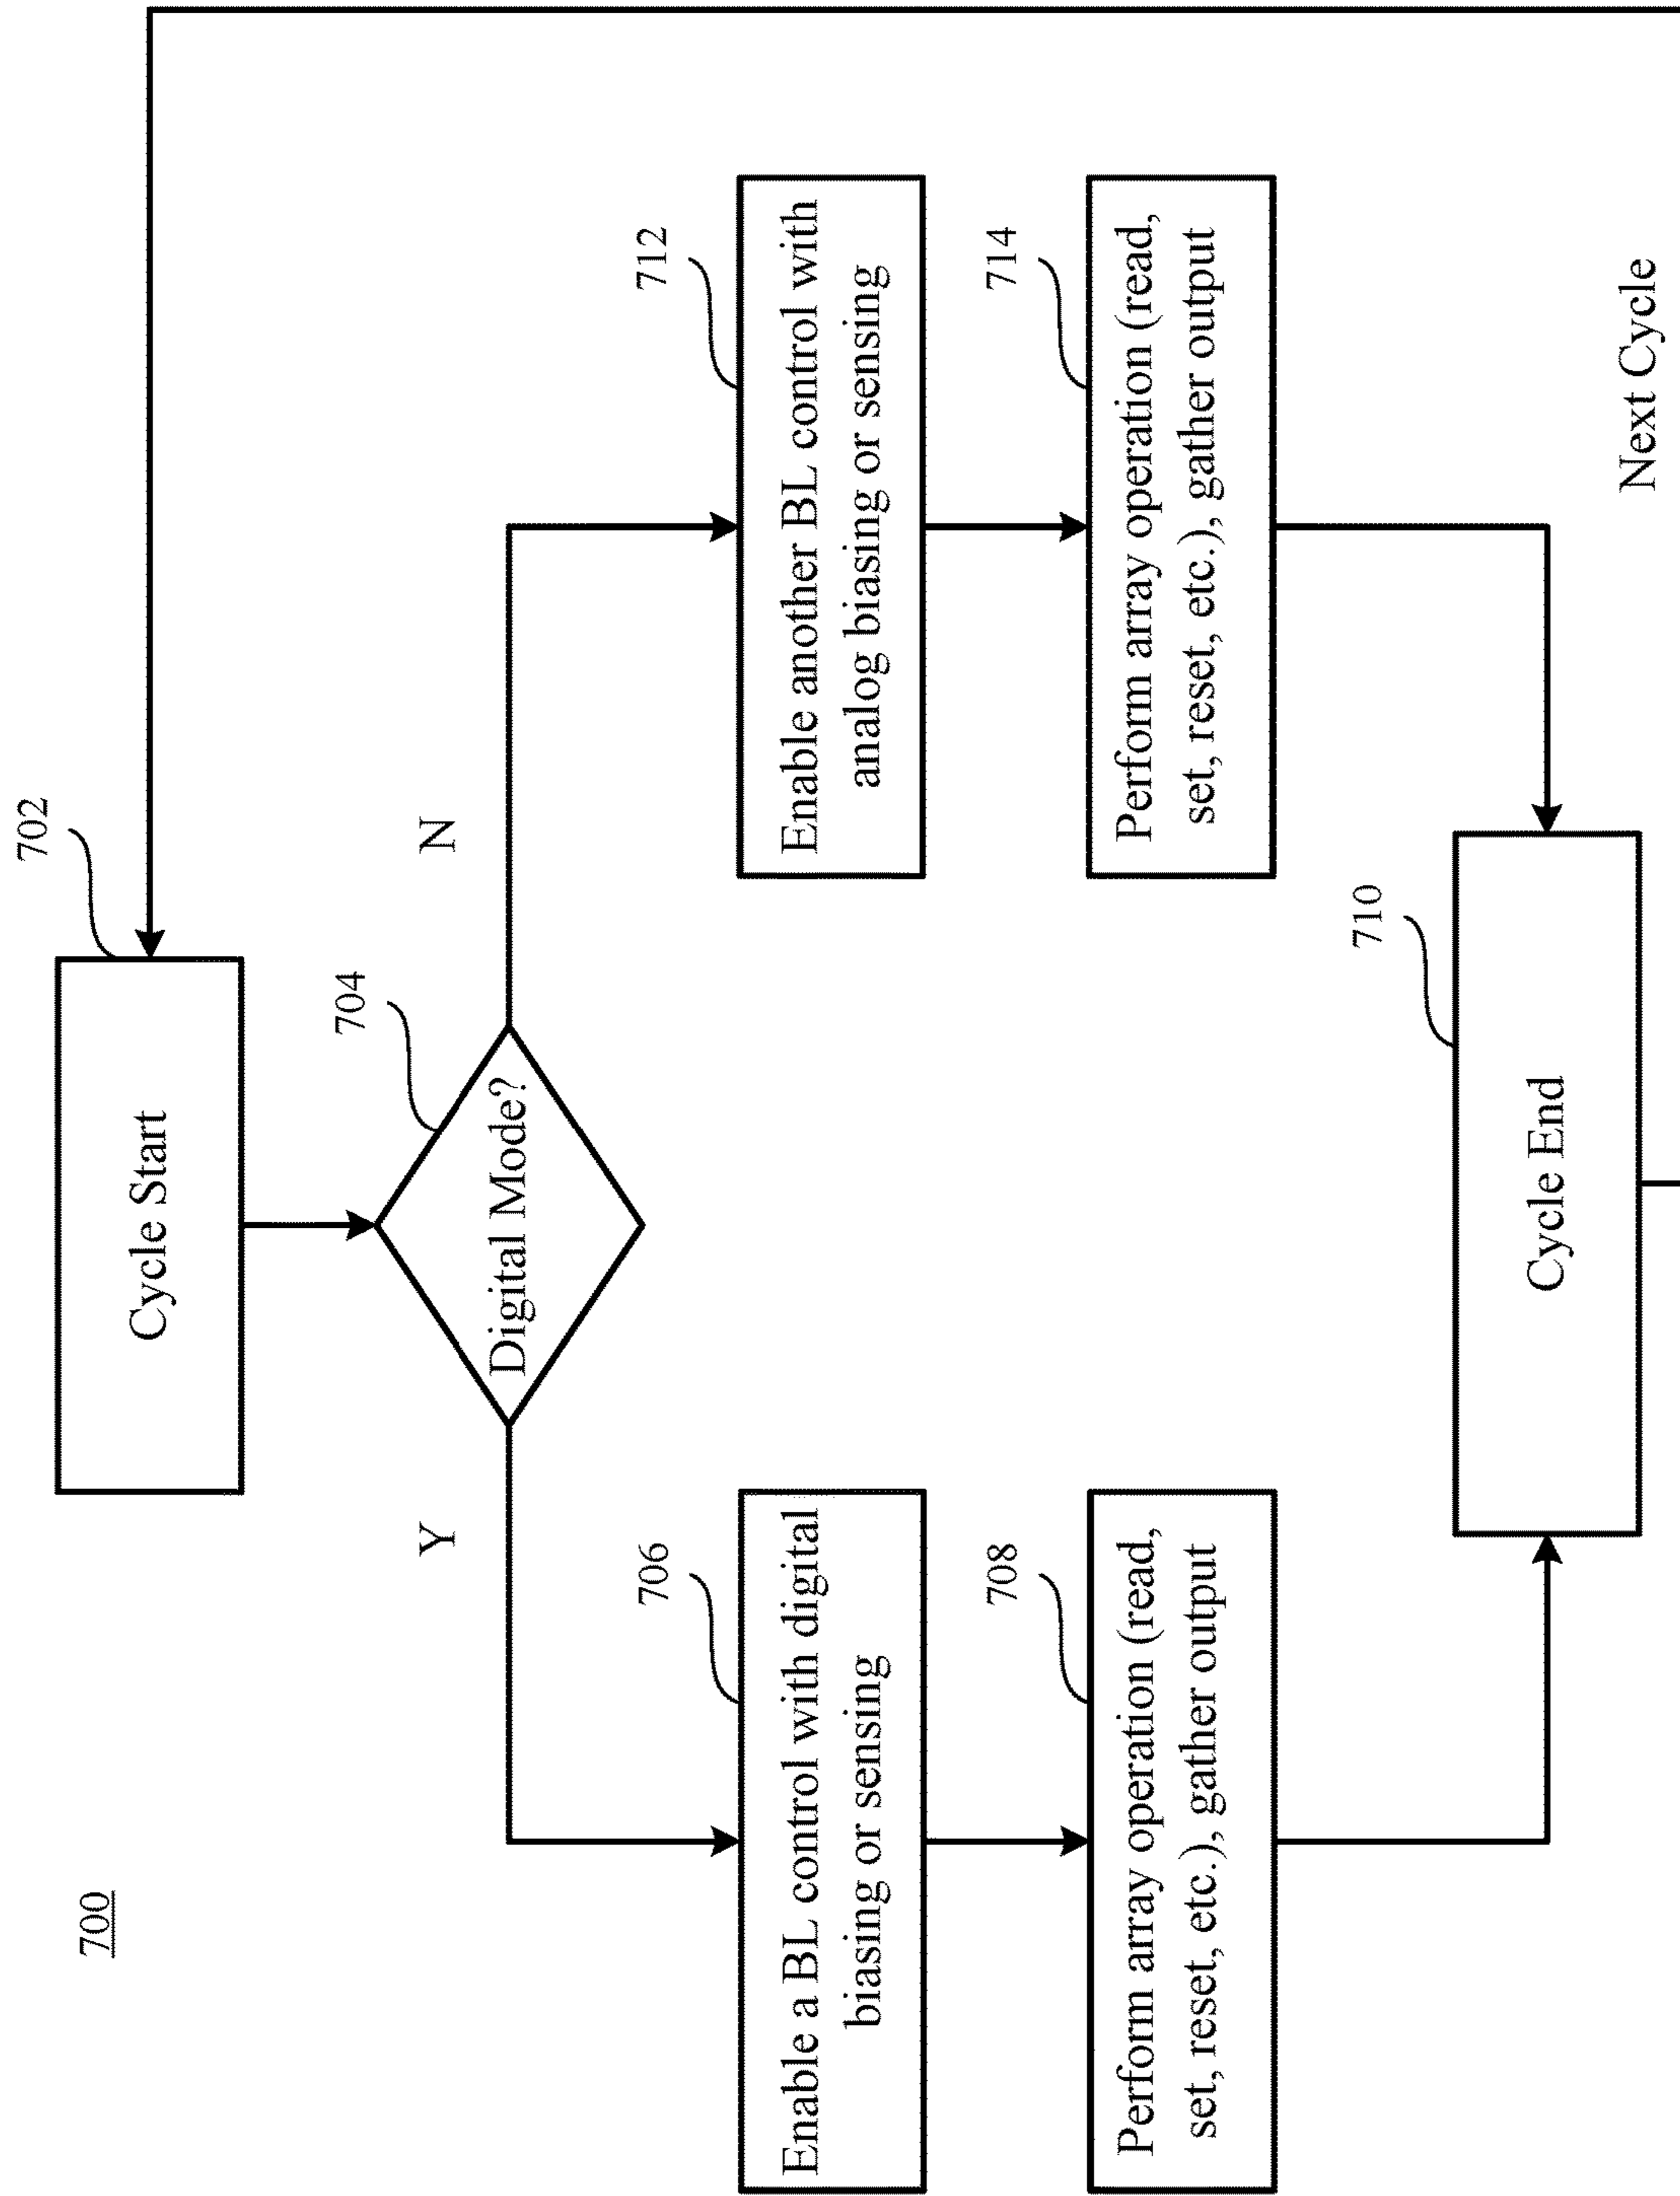 700
702
Cycle Start
704
Digital Mode?
Y
N
706
Enable a BL control with digital
biasing or sensing
712
Enable another BL control with
analog biasing or sensing
708
Perform array operation (read,
set, reset, etc.), gather output
714
Perform array operation (read,
set, reset, etc.), gather output
710
Cycle End
Next Cycle